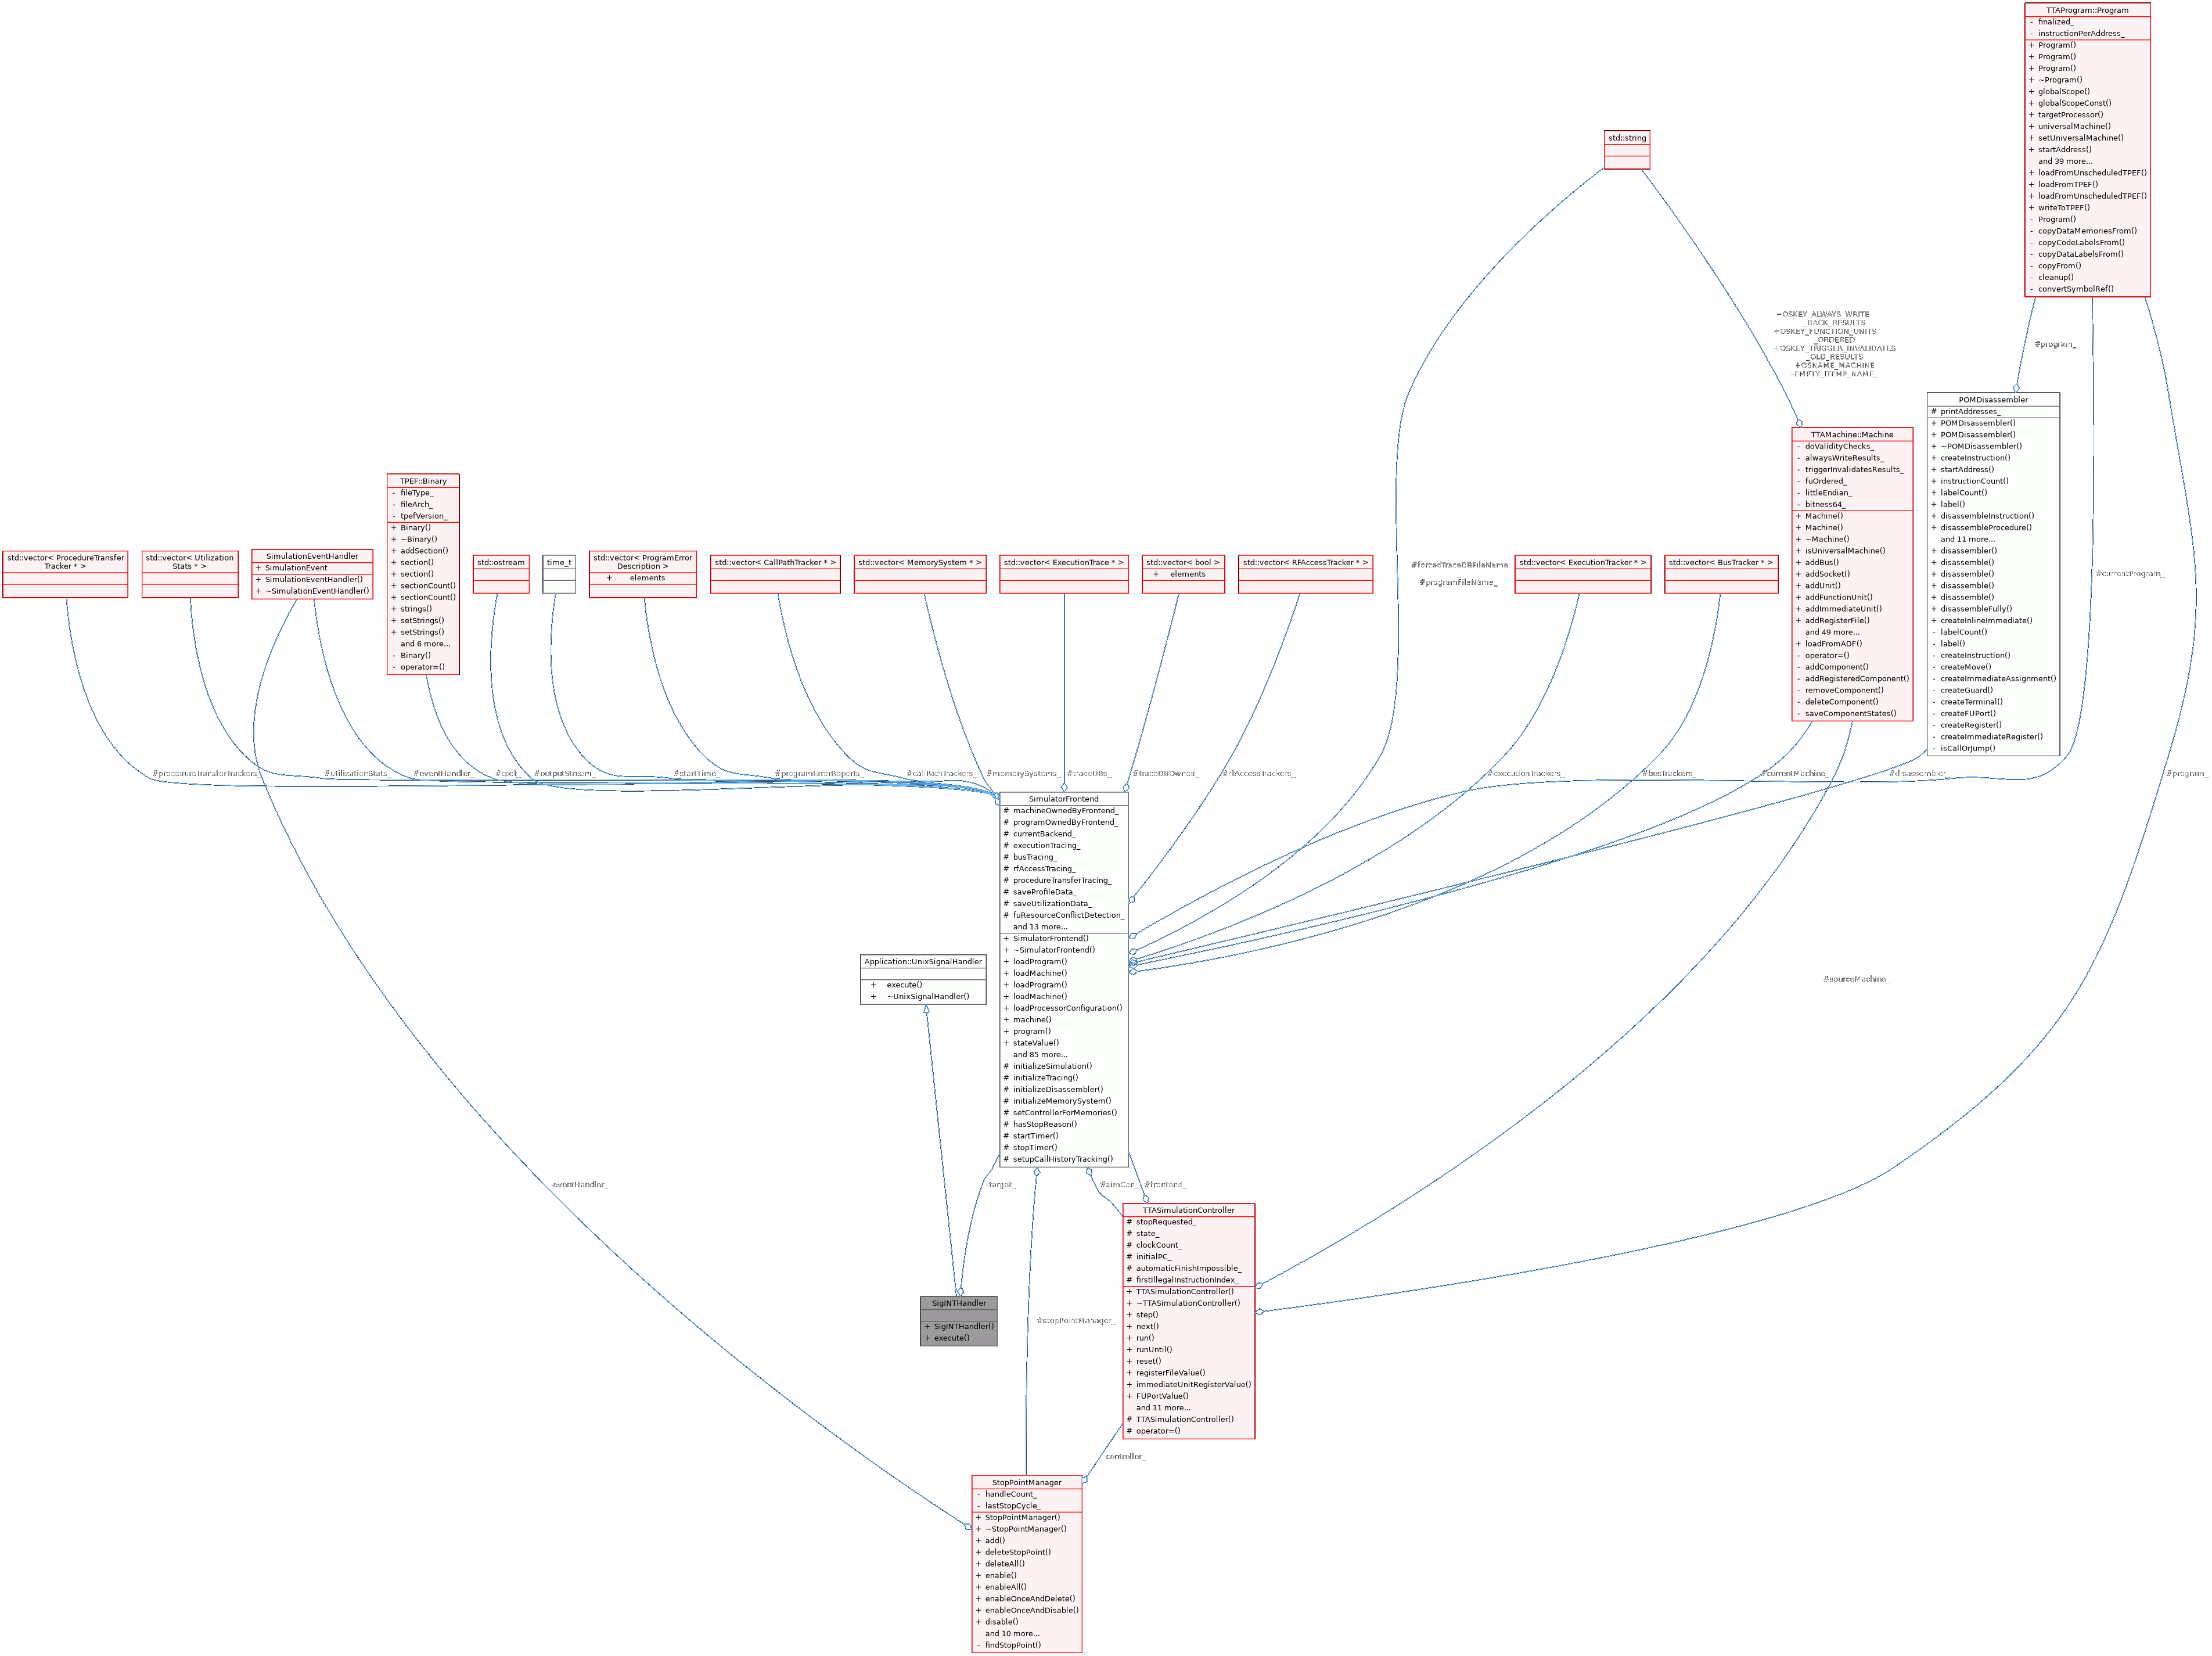 TTAProgram::Program
- finalized_
- instructionPerAddress_
+ Program()
+ Program()
+ Program()
+ ~Program()
+ globalScope()
+ globalScopeConst()
+ targetProcessor()
+ universalMachine()
+ setUniversalMachine()
+ startAddress()
and 39 more...
+ loadFromUnscheduledTPEF()
+ loadFromTPEF()
+ loadFromUnscheduledTPEF()
+ writeToTPEF()
- Program()
- copyDataMemoriesFrom()
- copyCodeLabelsFrom()
- copyDataLabelsFrom()
- copyFrom()
- cleanup()
- convertSymbolRef()
std::string
+OSKEY_ALWAYS_WRITE
_BACK_RESULTS
+OSKEY_FUNCTION_UNITS
_ORDERED
+OSKEY_TRIGGER_INVALIDATES
_OLD_RESULTS
+OSNAME_MACHINE
-EMPTY_ITEMP_NAME_
#program_
POMDisassembler
# printAddresses_
+ POMDisassembler()
+ POMDisassembler()
+ ~POMDisassembler()
+ createInstruction()
+ startAddress()
+ instructionCount()
+ labelCount()
+ label()
+ disassembleInstruction()
+ disassembleProcedure()
and 11 more...
+ disassembler()
+ disassemble()
+ disassemble()
+ disassemble()
+ disassemble()
+ disassembleFully()
+ createInlineImmediate()
- labelCount()
- label()
- createInstruction()
- createMove()
- createImmediateAssignment()
- createGuard()
- createTerminal()
- createFUPort()
- createRegister()
- createImmediateRegister()
- isCallOrJump()
TTAMachine::Machine
- doValidityChecks_
- alwaysWriteResults_
- triggerInvalidatesResults_
- fuOrdered_
- littleEndian_
- bitness64_
+ Machine()
+ Machine()
+ ~Machine()
+ isUniversalMachine()
+ addBus()
+ addSocket()
+ addUnit()
+ addFunctionUnit()
+ addImmediateUnit()
+ addRegisterFile()
and 49 more...
+ loadFromADF()
- operator=()
- addComponent()
- addRegisteredComponent()
- removeComponent()
- deleteComponent()
- saveComponentStates()
TPEF::Binary
- fileType_
- fileArch_
- tpefVersion_
+ Binary()
+ ~Binary()
+ addSection()
+ section()
+ section()
+ sectionCount()
+ sectionCount()
+ strings()
+ setStrings()
+ setStrings()
and 6 more...
- Binary()
- operator=()
std::vector< ProcedureTransfer
Tracker * >
std::vector< Utilization
Stats * >
SimulationEventHandler
+ SimulationEvent
+ SimulationEventHandler()
+ ~SimulationEventHandler()
std::ostream
time_t
std::vector< ProgramError
Description >
+ elements
std::vector< CallPathTracker * >
std::vector< MemorySystem * >
std::vector< ExecutionTrace * >
std::vector< bool >
+ elements
std::vector< RFAccessTracker * >
#forcedTraceDBFileName_
#programFileName_
std::vector< ExecutionTracker * >
std::vector< BusTracker * >
#currentProgram_
#procedureTransferTrackers_
#utilizationStats_
#eventHandler_
#tpef_
#outputStream_
#startTime_
#programErrorReports_
#callPathTrackers_
#memorySystems_
#traceDBs_
#traceDBOwned_
#rfAccessTrackers_
#executionTrackers_
#busTrackers_
#currentMachine_
#disassembler_
#program_
SimulatorFrontend
# machineOwnedByFrontend_
# programOwnedByFrontend_
# currentBackend_
# executionTracing_
# busTracing_
# rfAccessTracing_
# procedureTransferTracing_
# saveProfileData_
# saveUtilizationData_
# fuResourceConflictDetection_
and 13 more...
+ SimulatorFrontend()
+ ~SimulatorFrontend()
+ loadProgram()
+ loadMachine()
+ loadProgram()
+ loadMachine()
+ loadProcessorConfiguration()
+ machine()
+ program()
+ stateValue()
and 85 more...
# initializeSimulation()
# initializeTracing()
# initializeDisassembler()
# initializeMemorySystem()
# setControllerForMemories()
# hasStopReason()
# startTimer()
# stopTimer()
# setupCallHistoryTracking()
Application::UnixSignalHandler
+ execute()
+ ~UnixSignalHandler()
#sourceMachine_
-eventHandler_
-target_
#simCon_
#frontend_
TTASimulationController
# stopRequested_
# state_
# clockCount_
# initialPC_
# automaticFinishImpossible_
# firstIllegalInstructionIndex_
+ TTASimulationController()
+ ~TTASimulationController()
+ step()
+ next()
+ run()
+ runUntil()
+ reset()
+ registerFileValue()
+ immediateUnitRegisterValue()
+ FUPortValue()
and 11 more...
# TTASimulationController()
# operator=()
SigINTHandler
+ SigINTHandler()
+ execute()
#stopPointManager_
-controller_
StopPointManager
- handleCount_
- lastStopCycle_
+ StopPointManager()
+ ~StopPointManager()
+ add()
+ deleteStopPoint()
+ deleteAll()
+ enable()
+ enableAll()
+ enableOnceAndDelete()
+ enableOnceAndDisable()
+ disable()
and 10 more...
- findStopPoint()